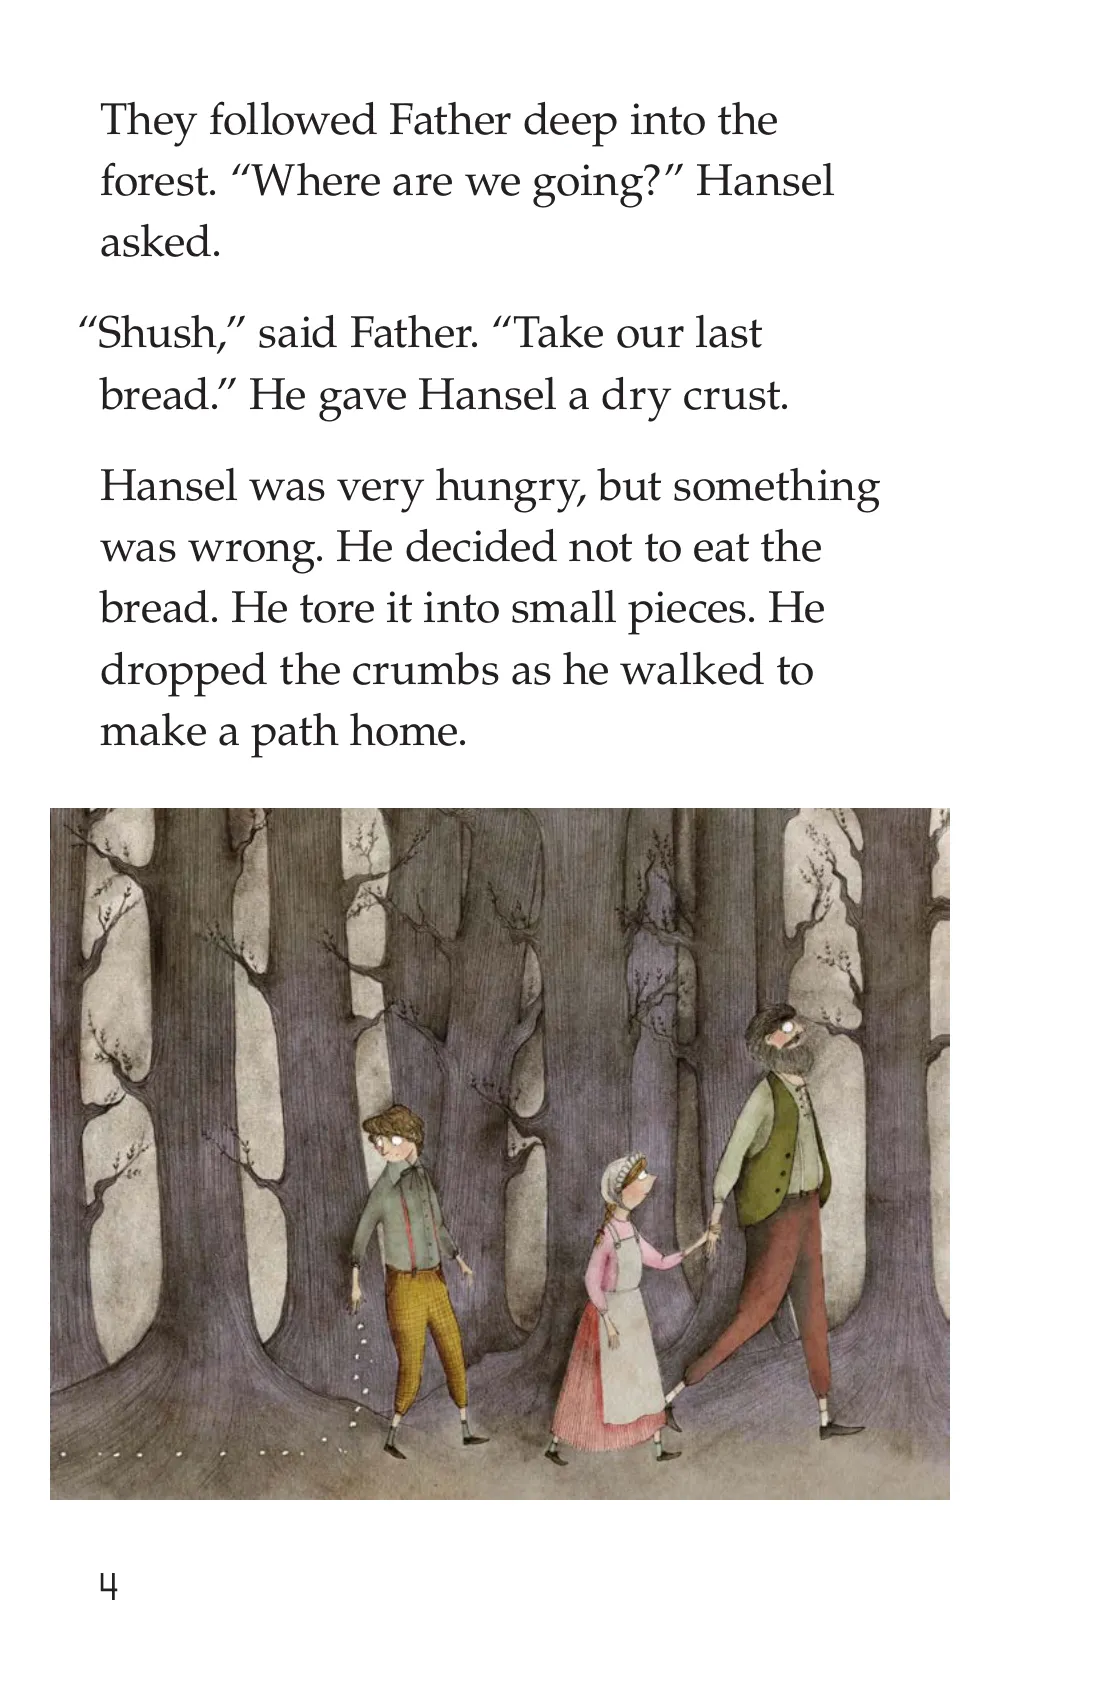 They followed Father deep into the
forest. “Where are we going?” Hansel
asked.
“Shush,” said Father. “Take our last
bread.” He gave Hansel a dry crust.
Hansel was very hungry, but something
was wrong. He decided not to eat the
bread. He tore it into small pieces. He
dropped the crumbs as he walked to
make a path home.
4